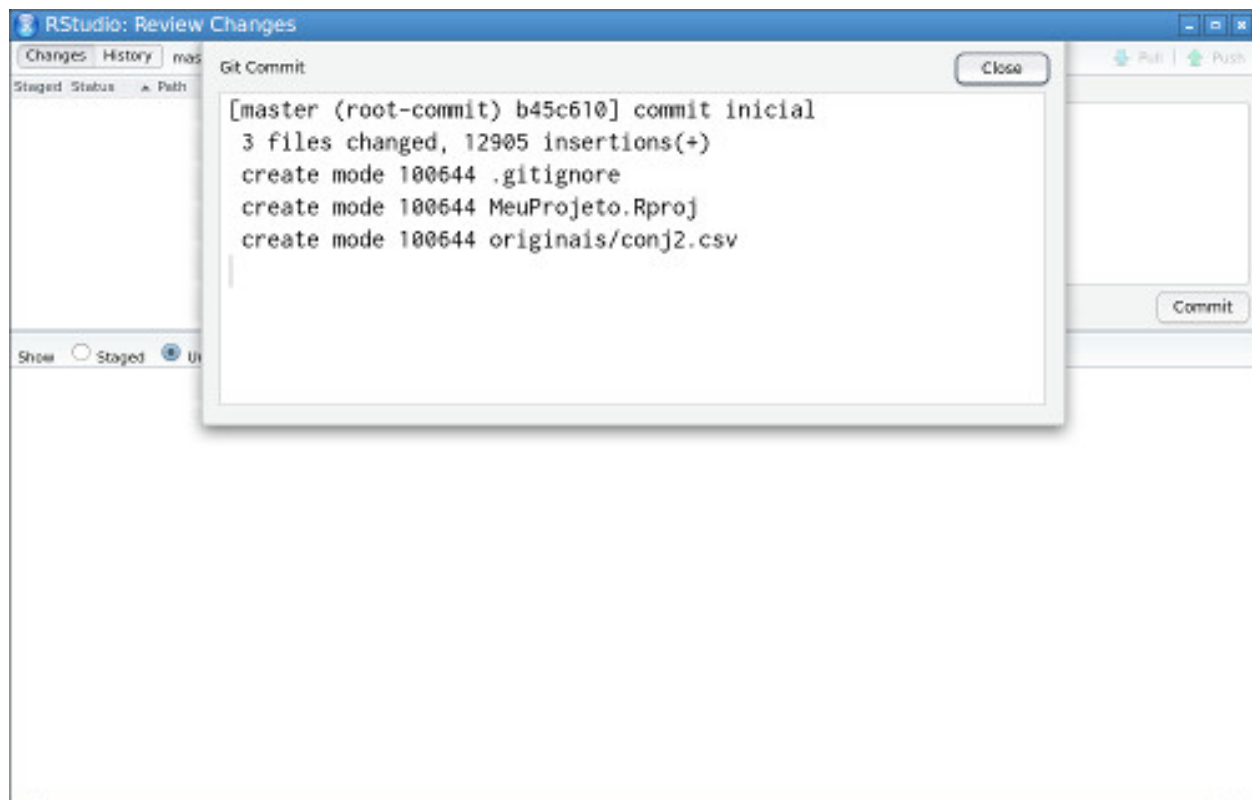 RStudio: Review Changes
Changes History mas
Git Commit
Close
Pull Push
Staged Status Path
[master (root-commit) b45c610] commit inicial
3 files changed, 12905 insertions(+)
create mode 100644 .gitignore
create mode 100644 MeuProjeto.Rproj
create mode 100644 originais/conj2.csv
Commit
Show Staged Un